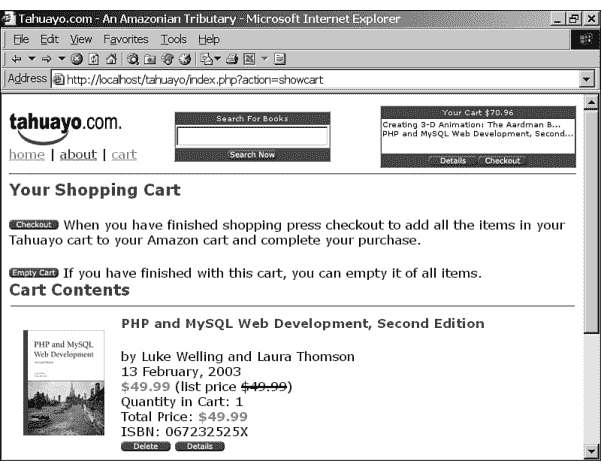 Tahuayo.com - An Amazonian Tributary - Microsoft Internet Explorer
File Edit View Favorites Tools Help
Address http://localhost/tahuayo/index.php?action=showcart
tahuayo.com.
home | about | cart
Search For Books
Search Now
Your Cart $70.96
Creating 3-D Animation: The Aardman B...
PHP and MySQL Web Development, Second...
Details Checkout
Your Shopping Cart
Checkout When you have finished shopping press checkout to add all the items in your
Tahuayo cart to your Amazon cart and complete your purchase.
Empty Cart If you have finished with this cart, you can empty it of all items.
Cart Contents
PHP and MySQL
Web Development
PHP and MySQL Web Development, Second Edition
by Luke Welling and Laura Thomson
13 February, 2003
$49.99 (list price $49.99)
Quantity in Cart: 1
Total Price: $49.99
ISBN: 067232525X
Delete Details